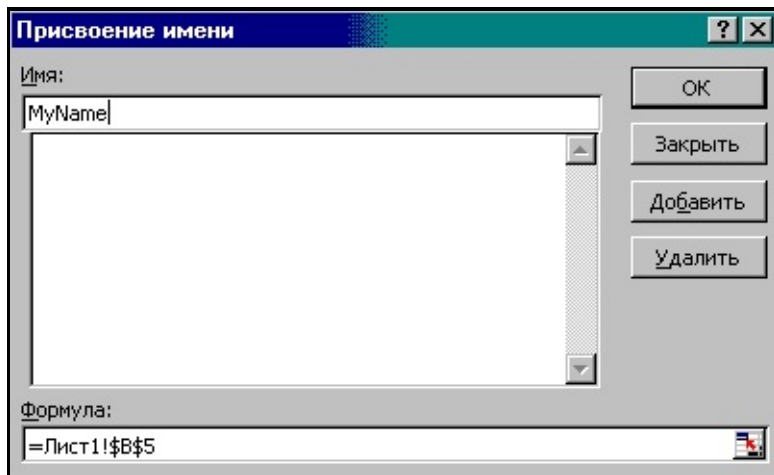 Присвоение имени
Имя:
MyName
OK
Закрыть
Добавить
Удалить
Формула:
=Лист1!$B$5